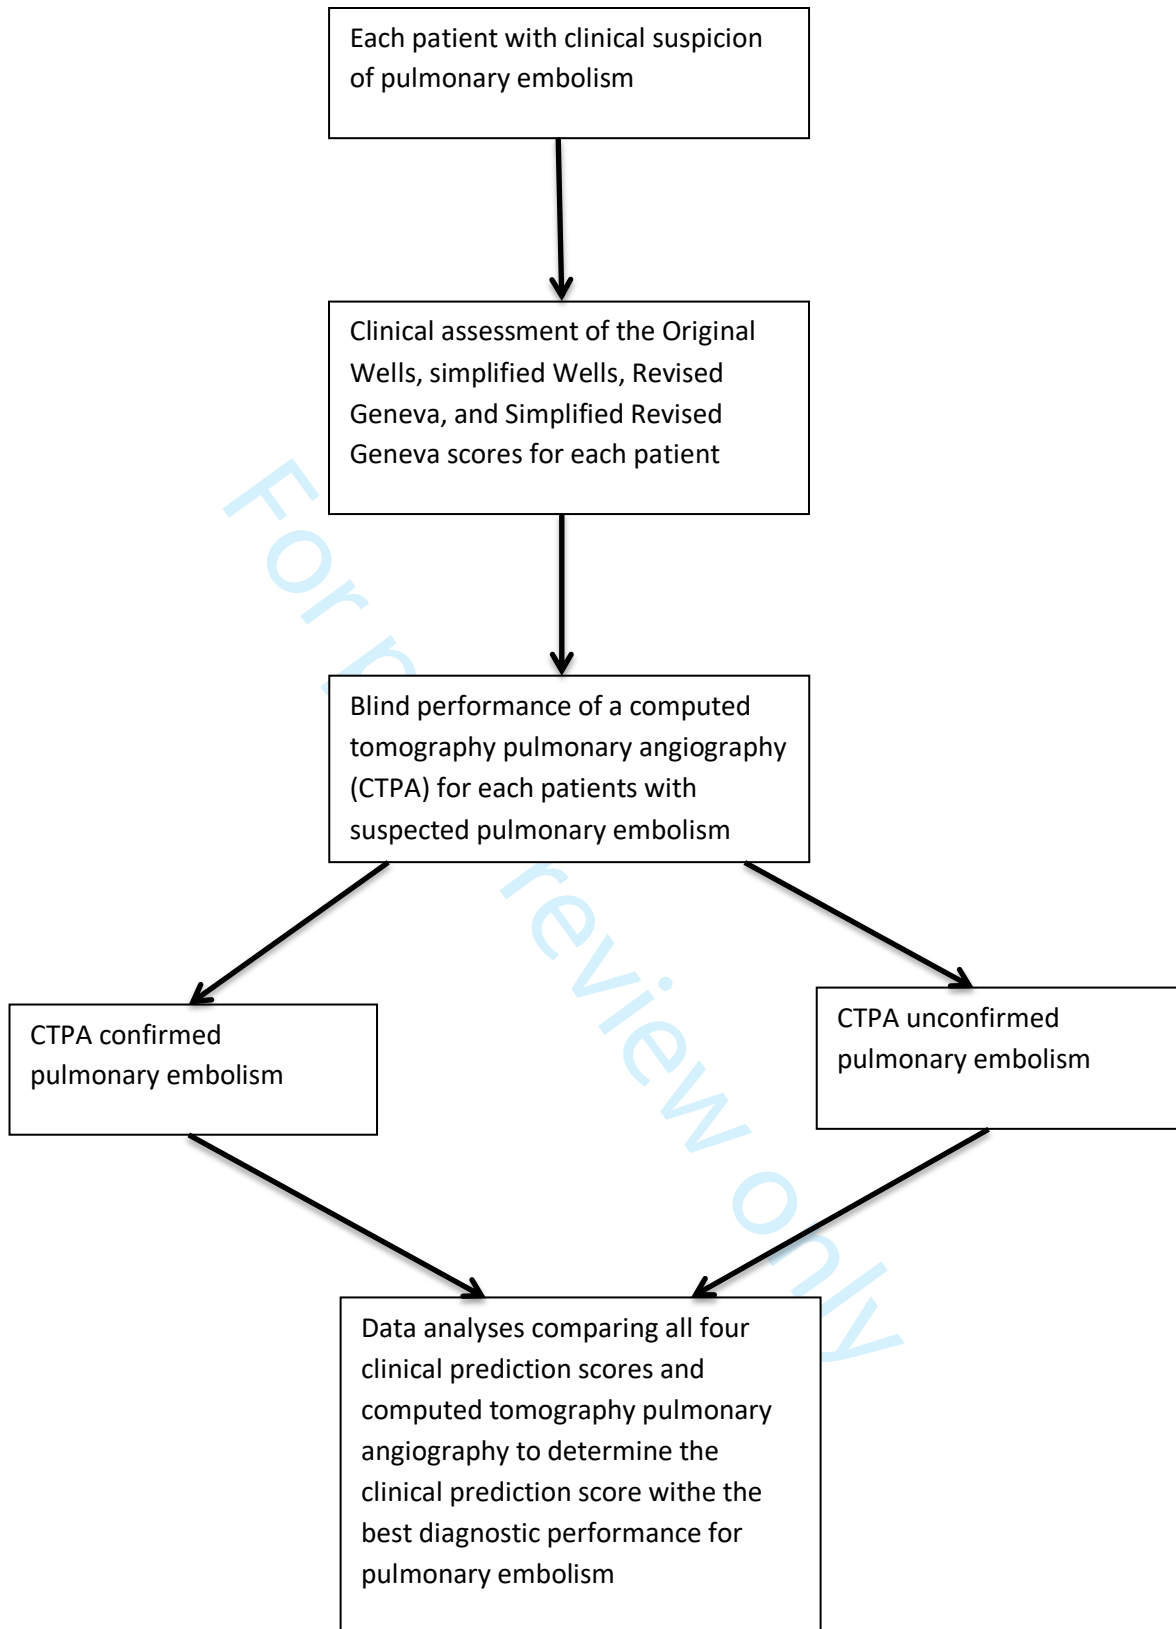 Each patient with clinical suspicion
of pulmonary embolism
Clinical assessment of the Original
Wells, simplified Wells, Revised
Geneva, and Simplified Revised
Geneva scores for each patient
Blind performance of a computed
tomography pulmonary angiography
(CTPA) for each patients with
suspected pulmonary embolism
CTPA confirmed
pulmonary embolism
CTPA unconfirmed
pulmonary embolism
Data analyses comparing all four
clinical prediction scores and
computed tomography pulmonary
angiography to determine the
clinical prediction score withe the
best diagnostic performance for
pulmonary embolism
For review only